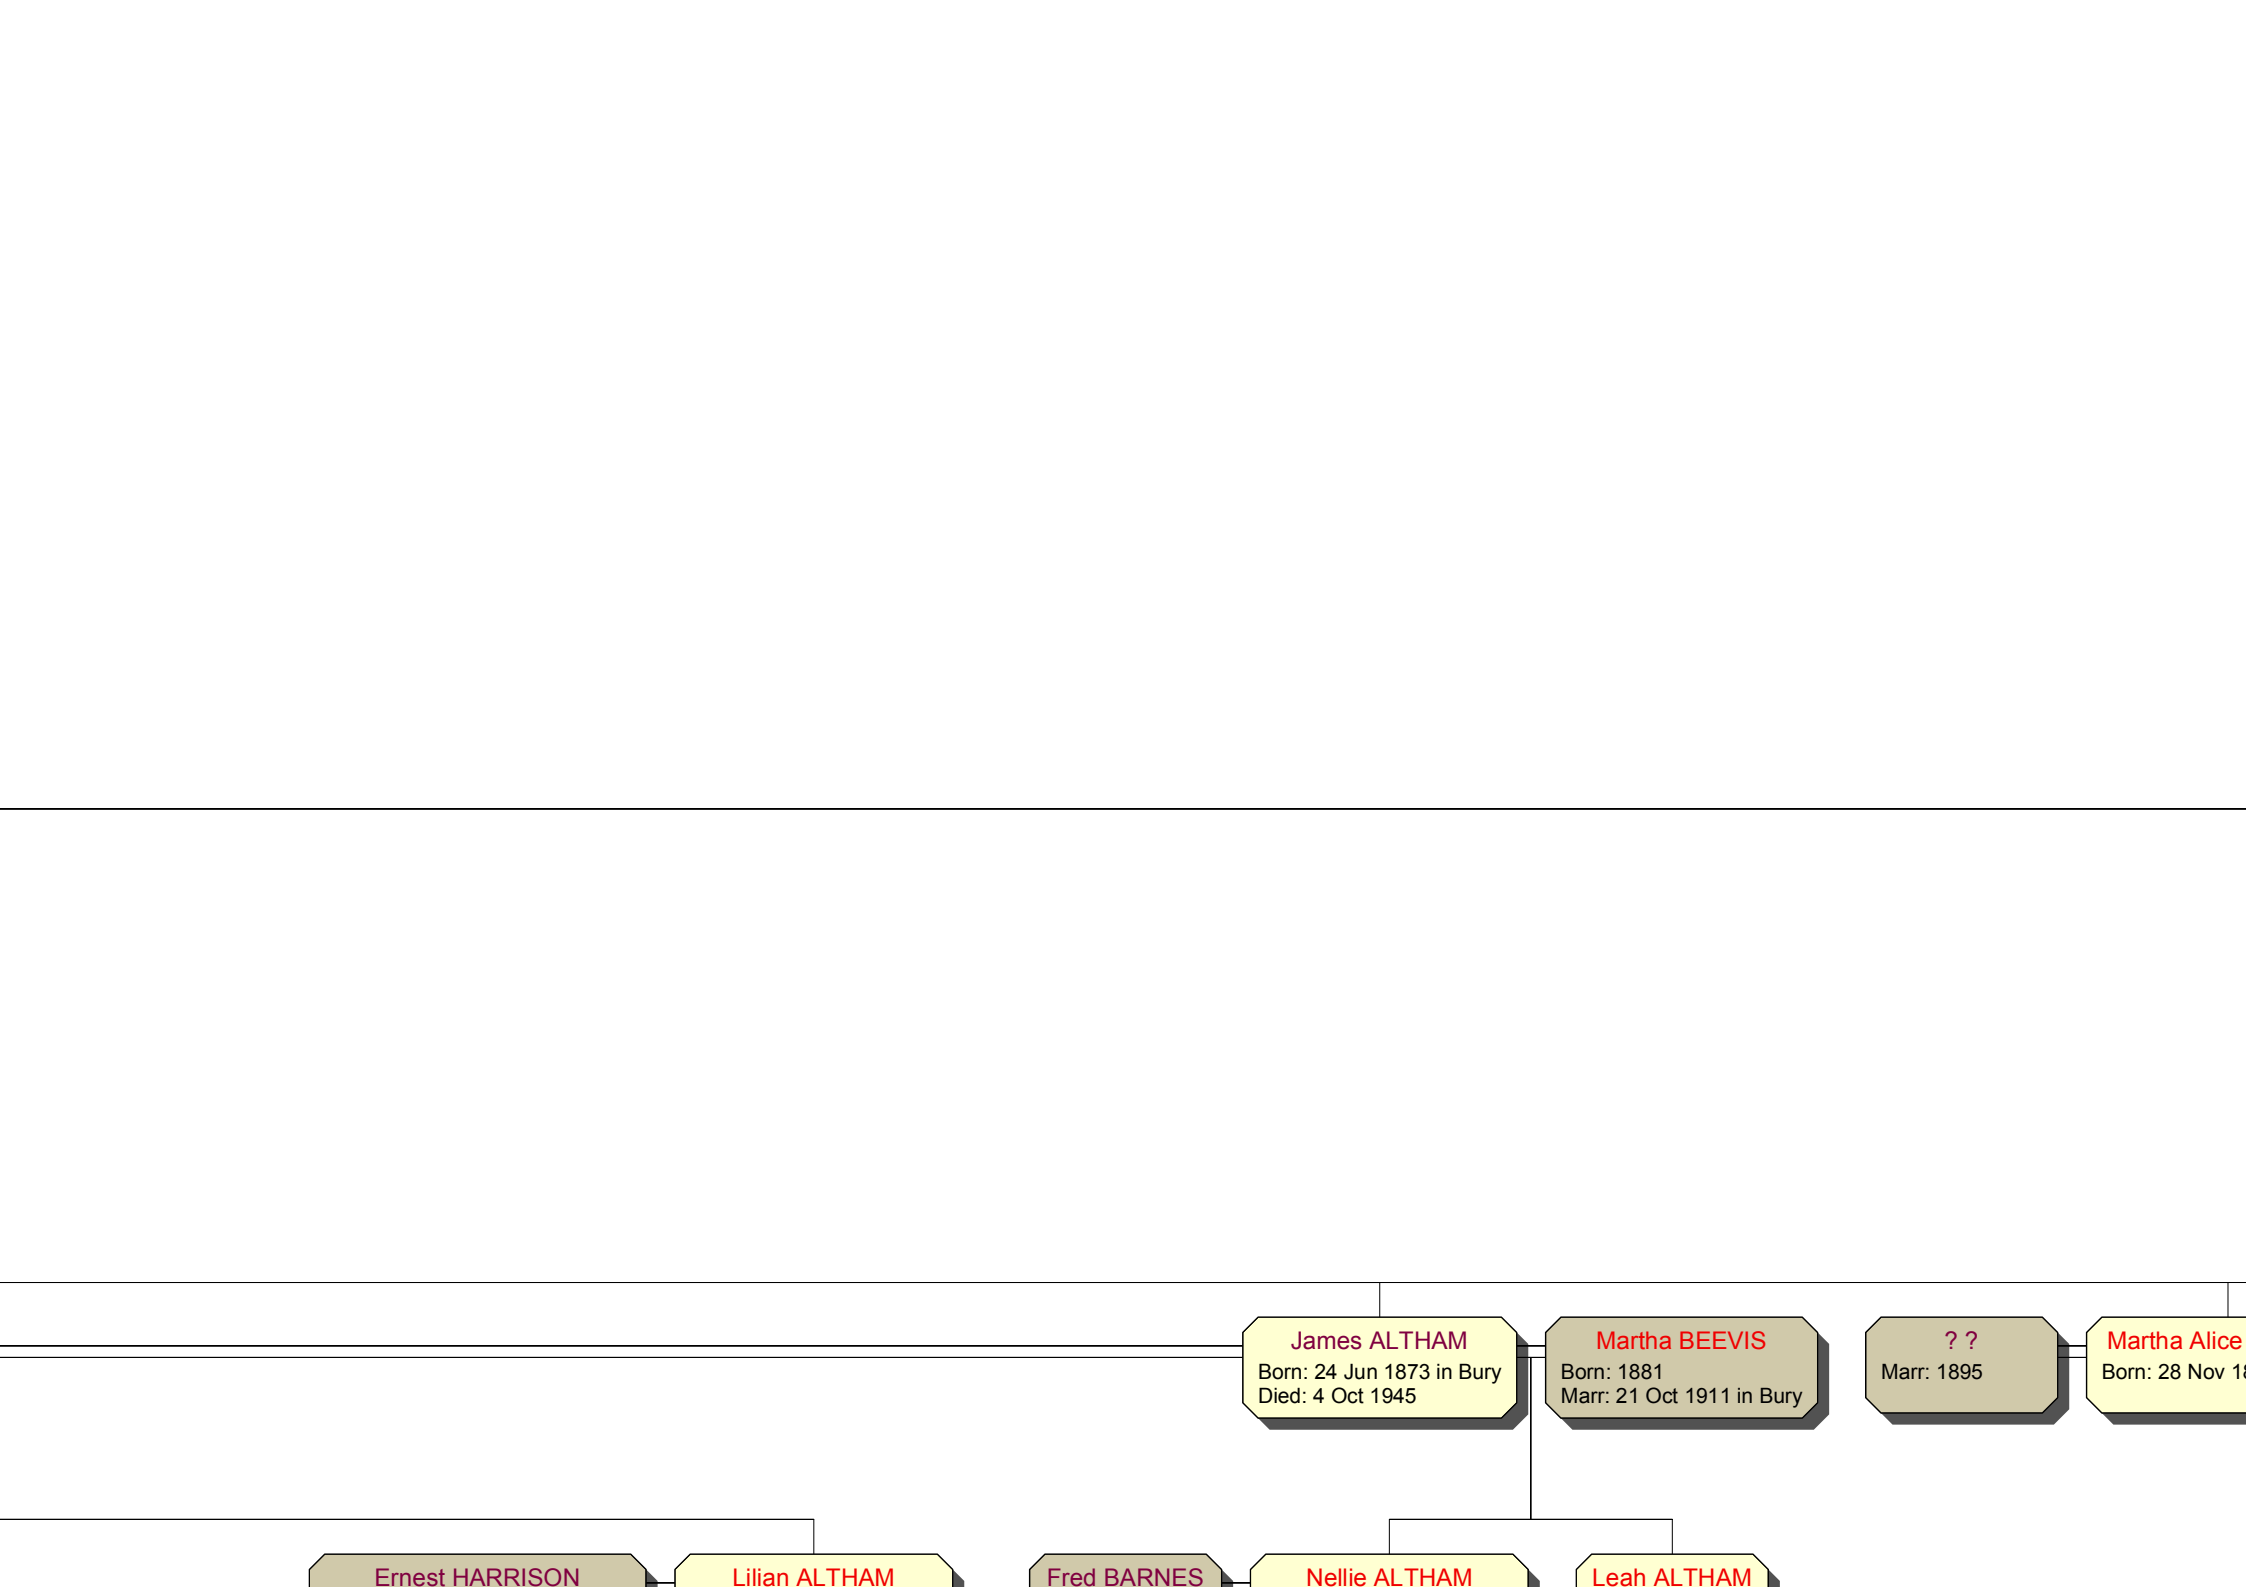 James ALTHAM
Born: 24 Jun 1873 in Bury
Died: 4 Oct 1945
Martha BEEVIS
Born: 1881
Marr: 21 Oct 1911 in Bury
? ?
Marr: 1895
Martha Alice
Born: 28 Nov
Ernest HARRISON
Lilian ALTHAM
Fred BARNES
Nellie ALTHAM
Leah ALTHAM